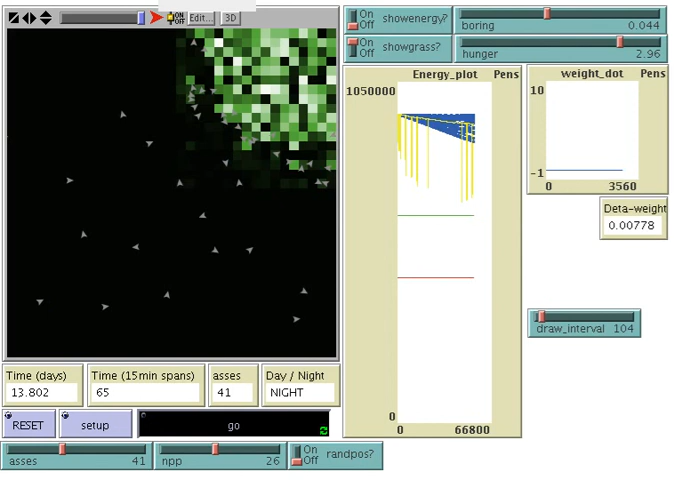 ON
OFF
Edit...
3D
On
Off
showenergy?
boring
0.044
On
Off
showgrass?
hunger
2.96
Energy_plot
Pens
1050000
0
0
66800
weight_dot
Pens
10
-1
0
3560
Deta-weight
0.00778
draw_interval
104
Time (days)
13.802
Time (15min spans)
65
asses
41
Day / Night
NIGHT
RESET
setup
go
asses
41
npp
26
On
Off
randpos?